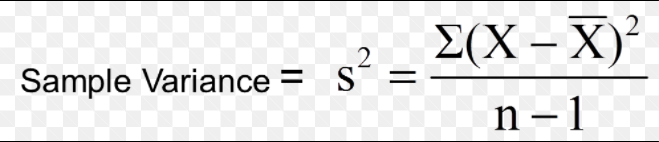 Sample Variance = s² = Σ(X – X̅)² / n – 1